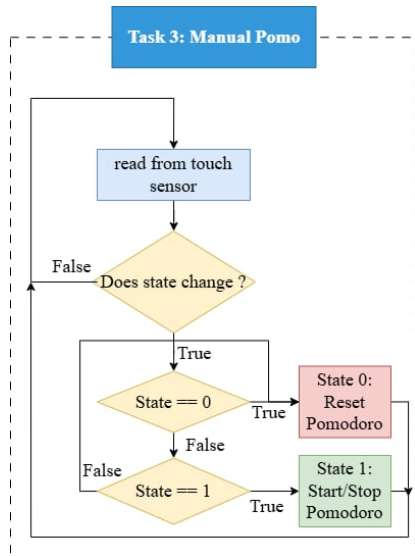 Task 3: Manual Pomo
read from touch
sensor
False
Does state change ?
True
State == 0
True
State 0:
Reset
Pomodoro
False
False
State == 1
True
State 1:
Start/Stop
Pomodoro